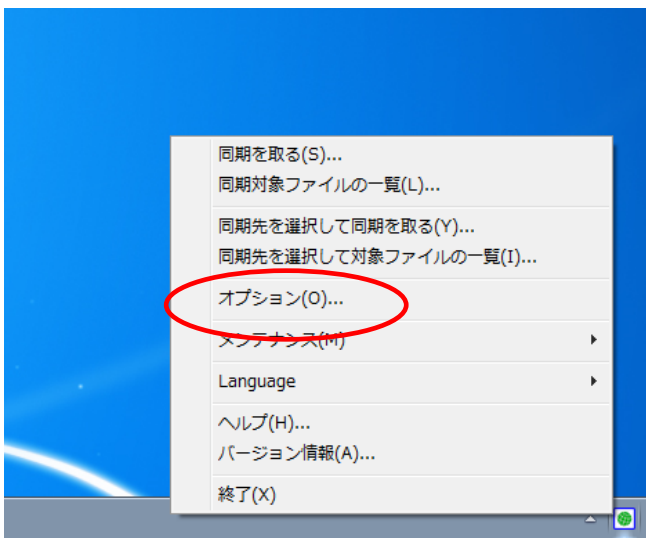 同期を取る(S)...
同期対象ファイルの一覧(L)...
同期先を選択して同期を取る(Y)...
同期先を選択して対象ファイルの一覧(I)...
オプション(O)...
メンテナンス(M)
Language
ヘルプ(H)...
バージョン情報(A)...
終了(X)